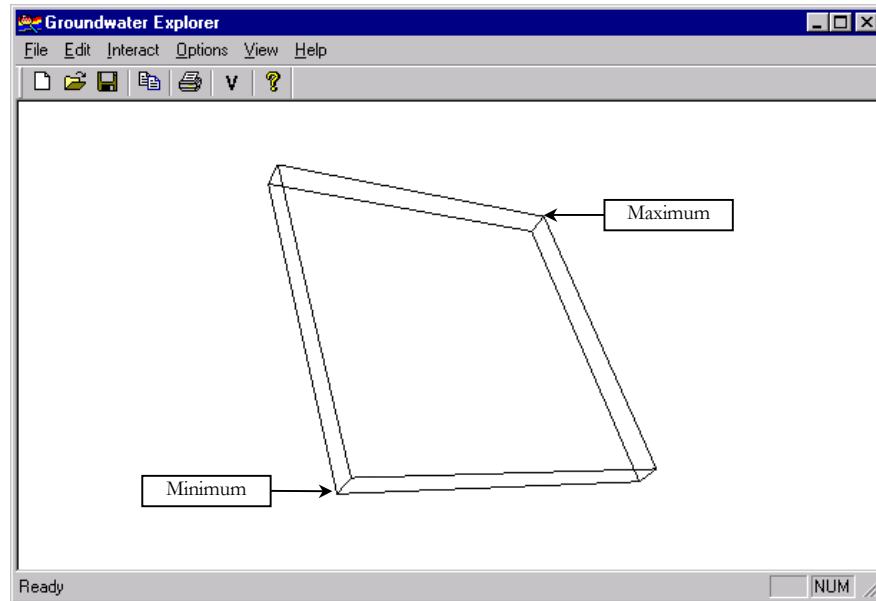 Groundwater Explorer
File Edit Interact Options View Help
V ?
Maximum
Minimum
Ready NUM